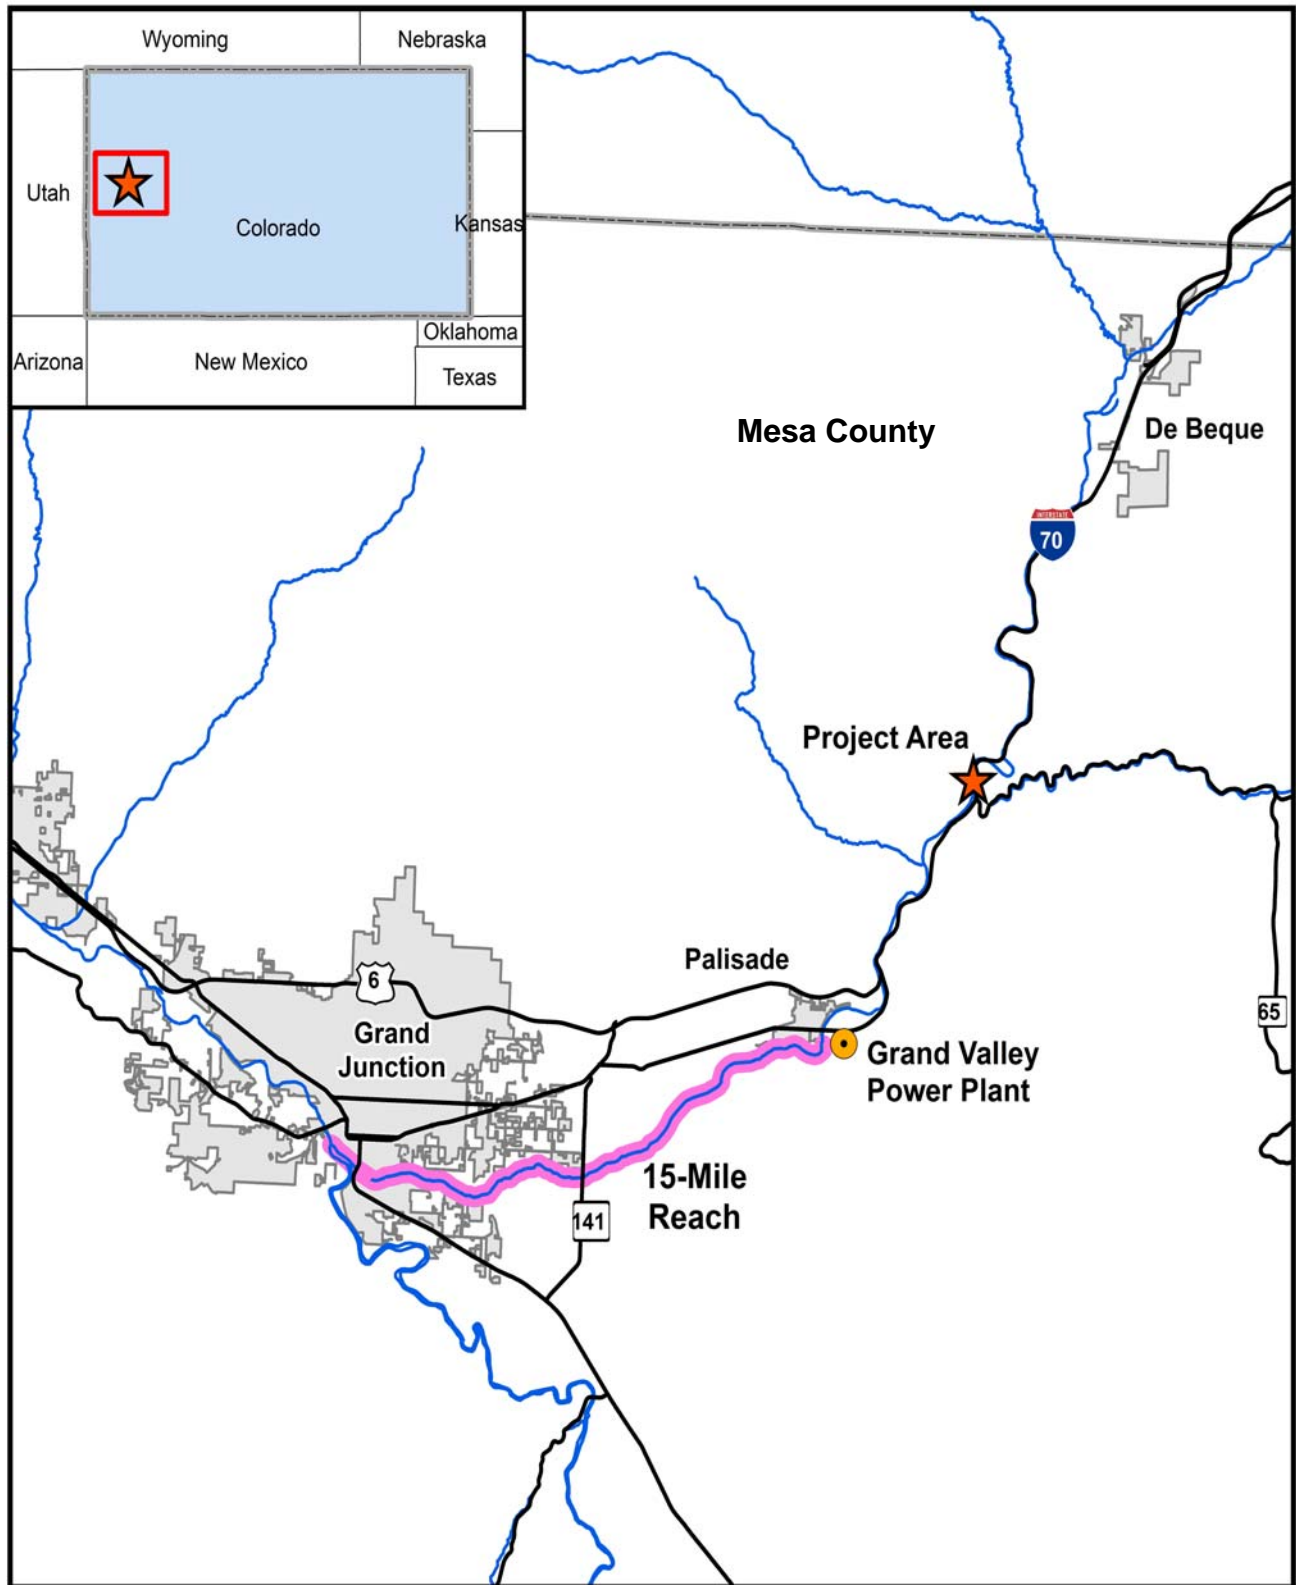 Wyoming
Nebraska
Utah
Colorado
Kansas
Oklahoma
Arizona
New Mexico
Texas
Mesa County
De Beque
INTERSTATE
70
Project Area
Palisade
6
Grand
Junction
65
Grand Valley
Power Plant
15-Mile
Reach
141